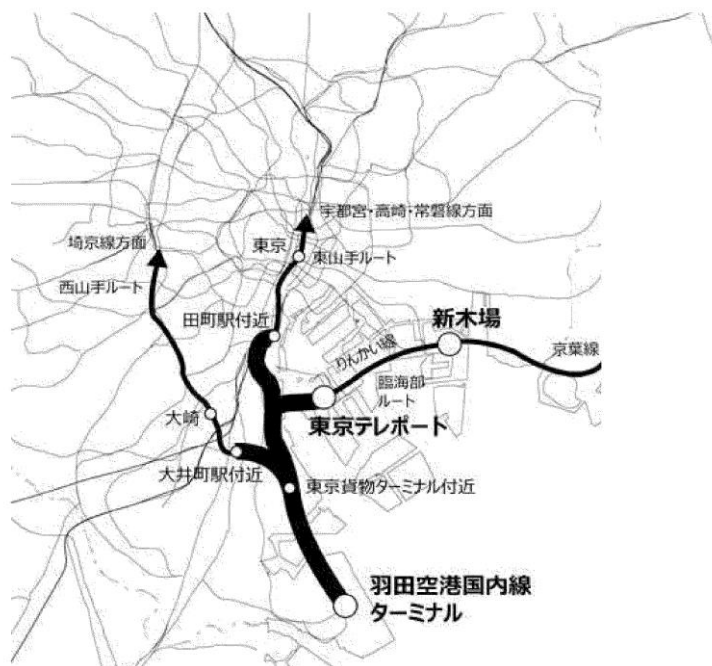 宇都宮・高崎・常磐線方面
埼京線方面
東京
東山手ルート
西山手ルート
田町駅付近
新木場
りんかい線
京葉線
臨海部
ルート
大崎
東京テレポート
大井町駅付近
東京貨物ターミナル付近
羽田空港国内線
ターミナル